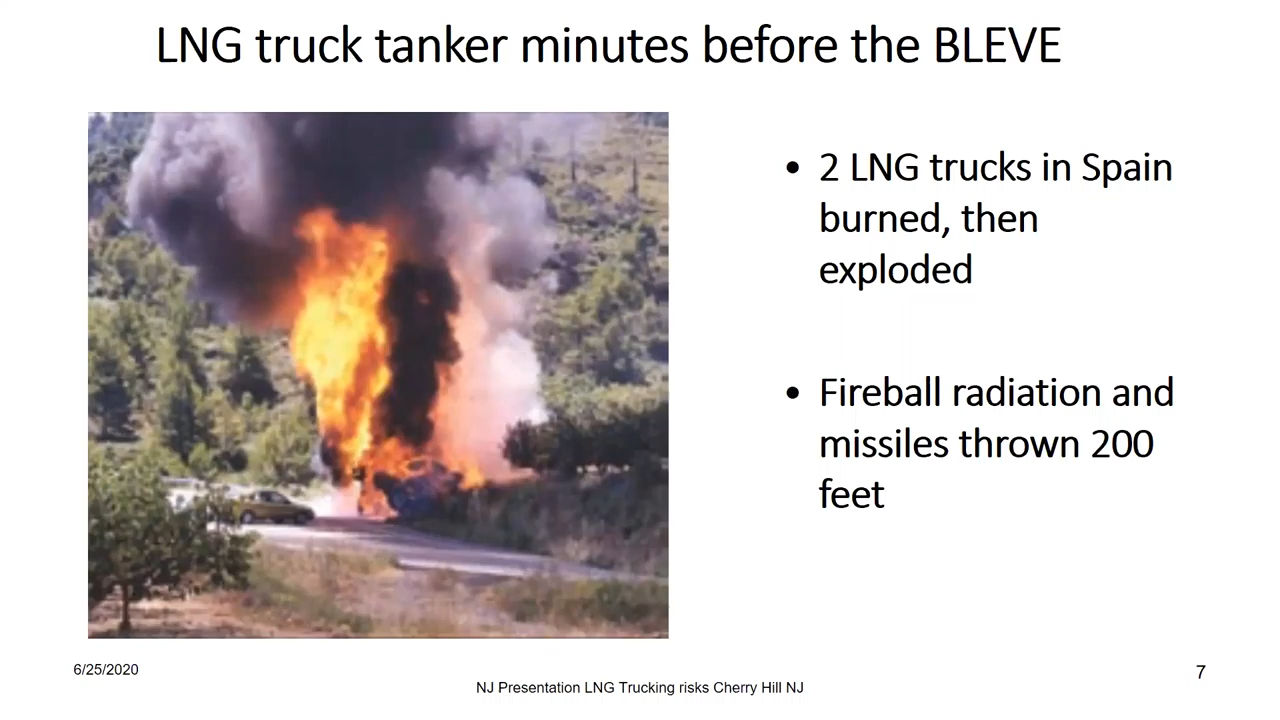 LNG truck tanker minutes before the BLEVE
• 2 LNG trucks in Spain
burned, then
exploded
• Fireball radiation and
missiles thrown 200
feet
6/25/2020
NJ Presentation LNG Trucking risks Cherry Hill NJ
7